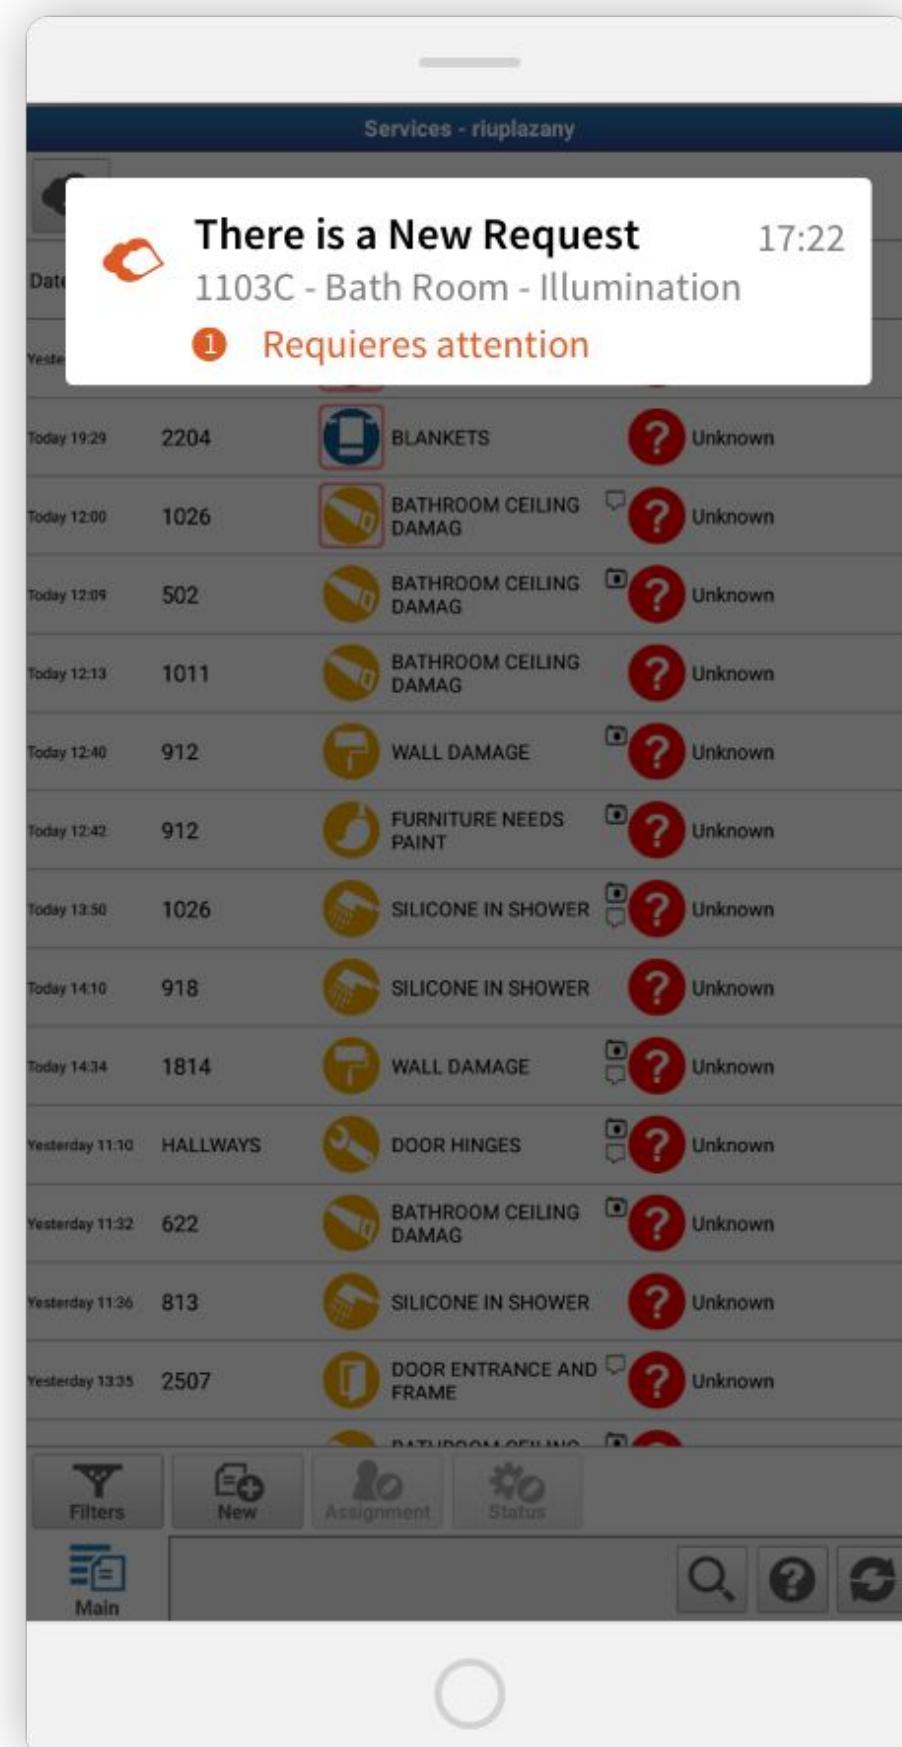 Services - riuplazany
There is a New Request 17:22
1103C - Bath Room - Illumination
1 Requieres attention
Date
Yeste
Today 19:29 2204 BLANKETS Unknown
Today 12:00 1026 BATHROOM CEILING DAMAG Unknown
Today 12:09 502 BATHROOM CEILING DAMAG Unknown
Today 12:13 1011 BATHROOM CEILING DAMAG Unknown
Today 12:40 912 WALL DAMAGE Unknown
Today 12:42 912 FURNITURE NEEDS PAINT Unknown
Today 13:50 1026 SILICONE IN SHOWER Unknown
Today 14:10 918 SILICONE IN SHOWER Unknown
Today 14:34 1814 WALL DAMAGE Unknown
Yesterday 11:10 HALLWAYS DOOR HINGES Unknown
Yesterday 11:32 622 BATHROOM CEILING DAMAG Unknown
Yesterday 11:36 813 SILICONE IN SHOWER Unknown
Yesterday 13:35 2507 DOOR ENTRANCE AND FRAME Unknown
BATHROOM CEILING
Filters New Assignment Status
Main